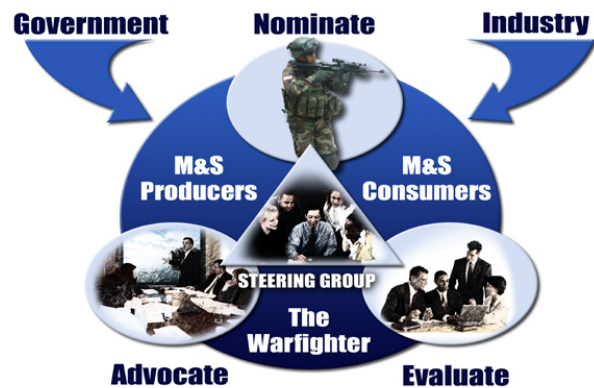 Government
Nominate
Industry
M&S
Producers
M&S
Consumers
STEERING GROUP
The
Warfighter
Advocate
Evaluate